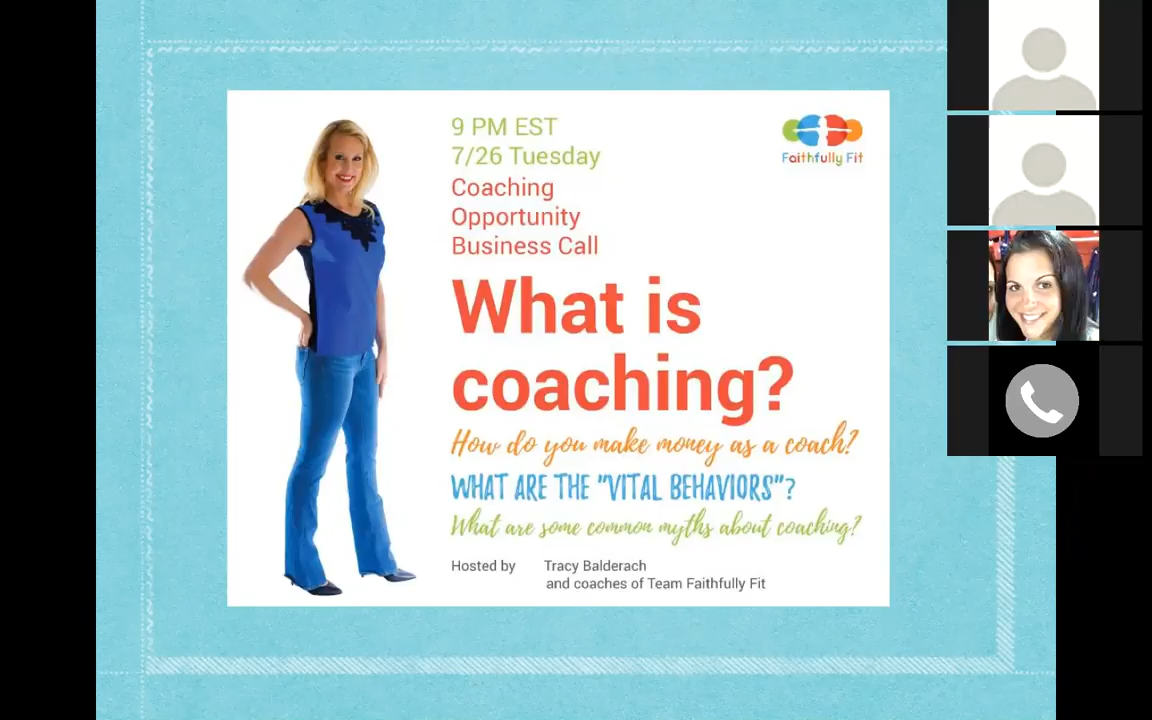 9 PM EST
7/26 Tuesday
Coaching
Opportunity
Business Call
Faithfully Fit
What is
coaching?
How do you make money as a coach?
WHAT ARE THE "VITAL BEHAVIORS"?
What are some common myths about coaching?
Hosted by Tracy Balderach
and coaches of Team Faithfully Fit